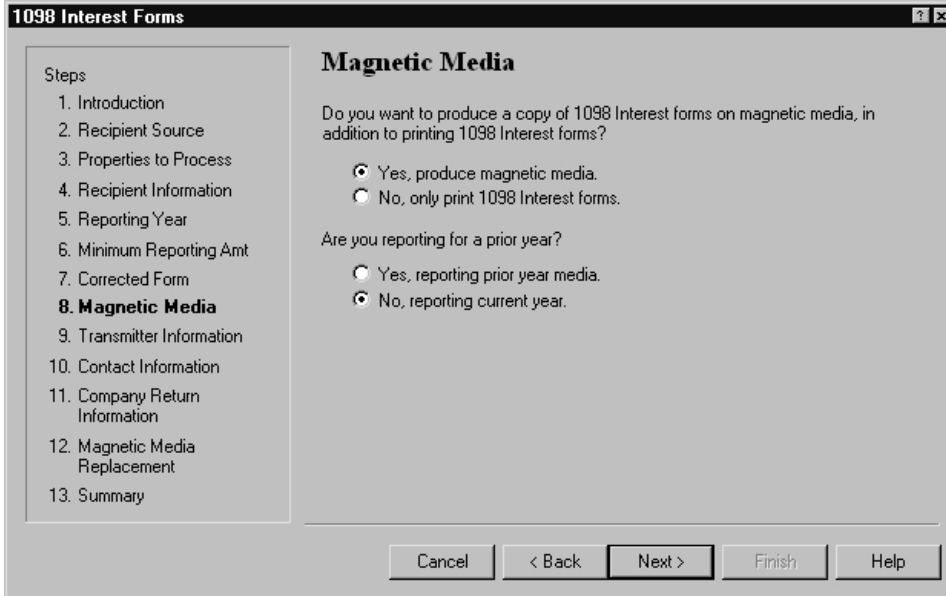 1098 Interest Forms
Steps
1. Introduction
2. Recipient Source
3. Properties to Process
4. Recipient Information
5. Reporting Year
6. Minimum Reporting Amt
7. Corrected Form
8. Magnetic Media
9. Transmitter Information
10. Contact Information
11. Company Return
Information
12. Magnetic Media
Replacement
13. Summary
Magnetic Media
Do you want to produce a copy of 1098 Interest forms on magnetic media, in
addition to printing 1098 Interest forms?
Yes, produce magnetic media.
No, only print 1098 Interest forms.
Are you reporting for a prior year?
Yes, reporting prior year media.
No, reporting current year.
Cancel
< Back
Next >
Finish
Help